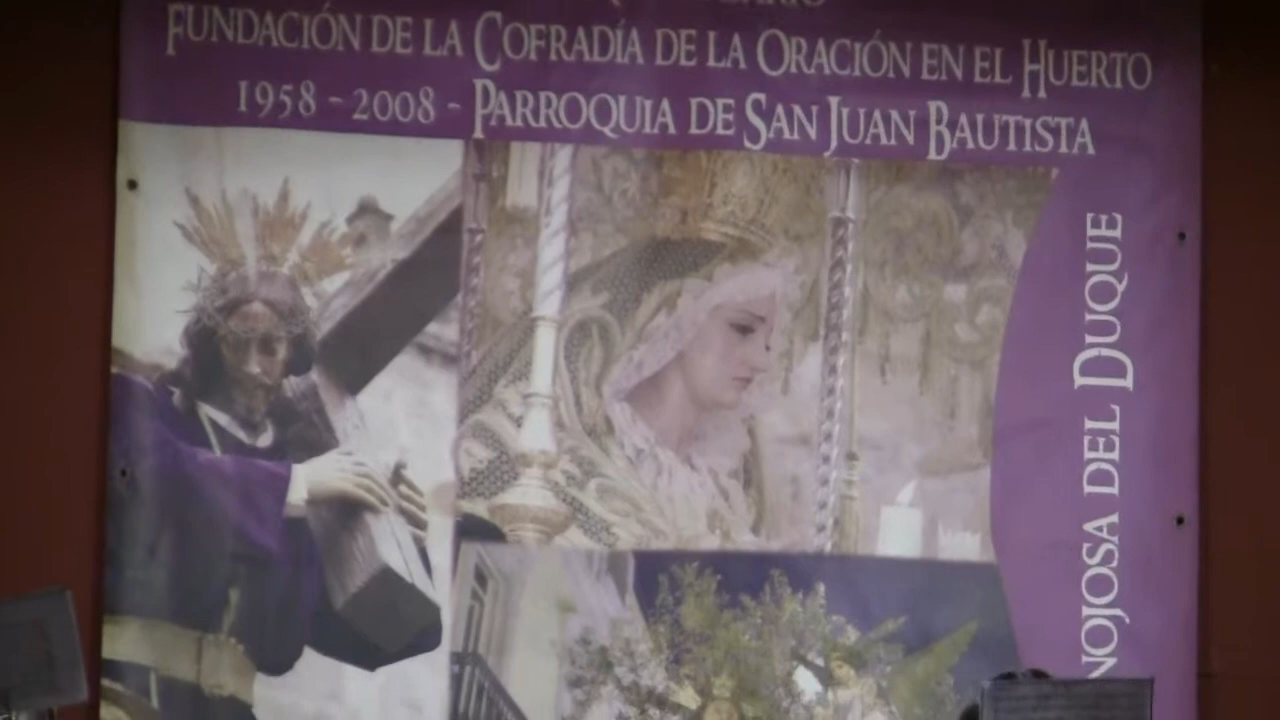 FUNDACIÓN DE LA COFRADÍA DE LA ORACIÓN EN EL HUERTO
1958 - 2008 - PARROQUIA DE SAN JUAN BAUTISTA
DEL DUQUE